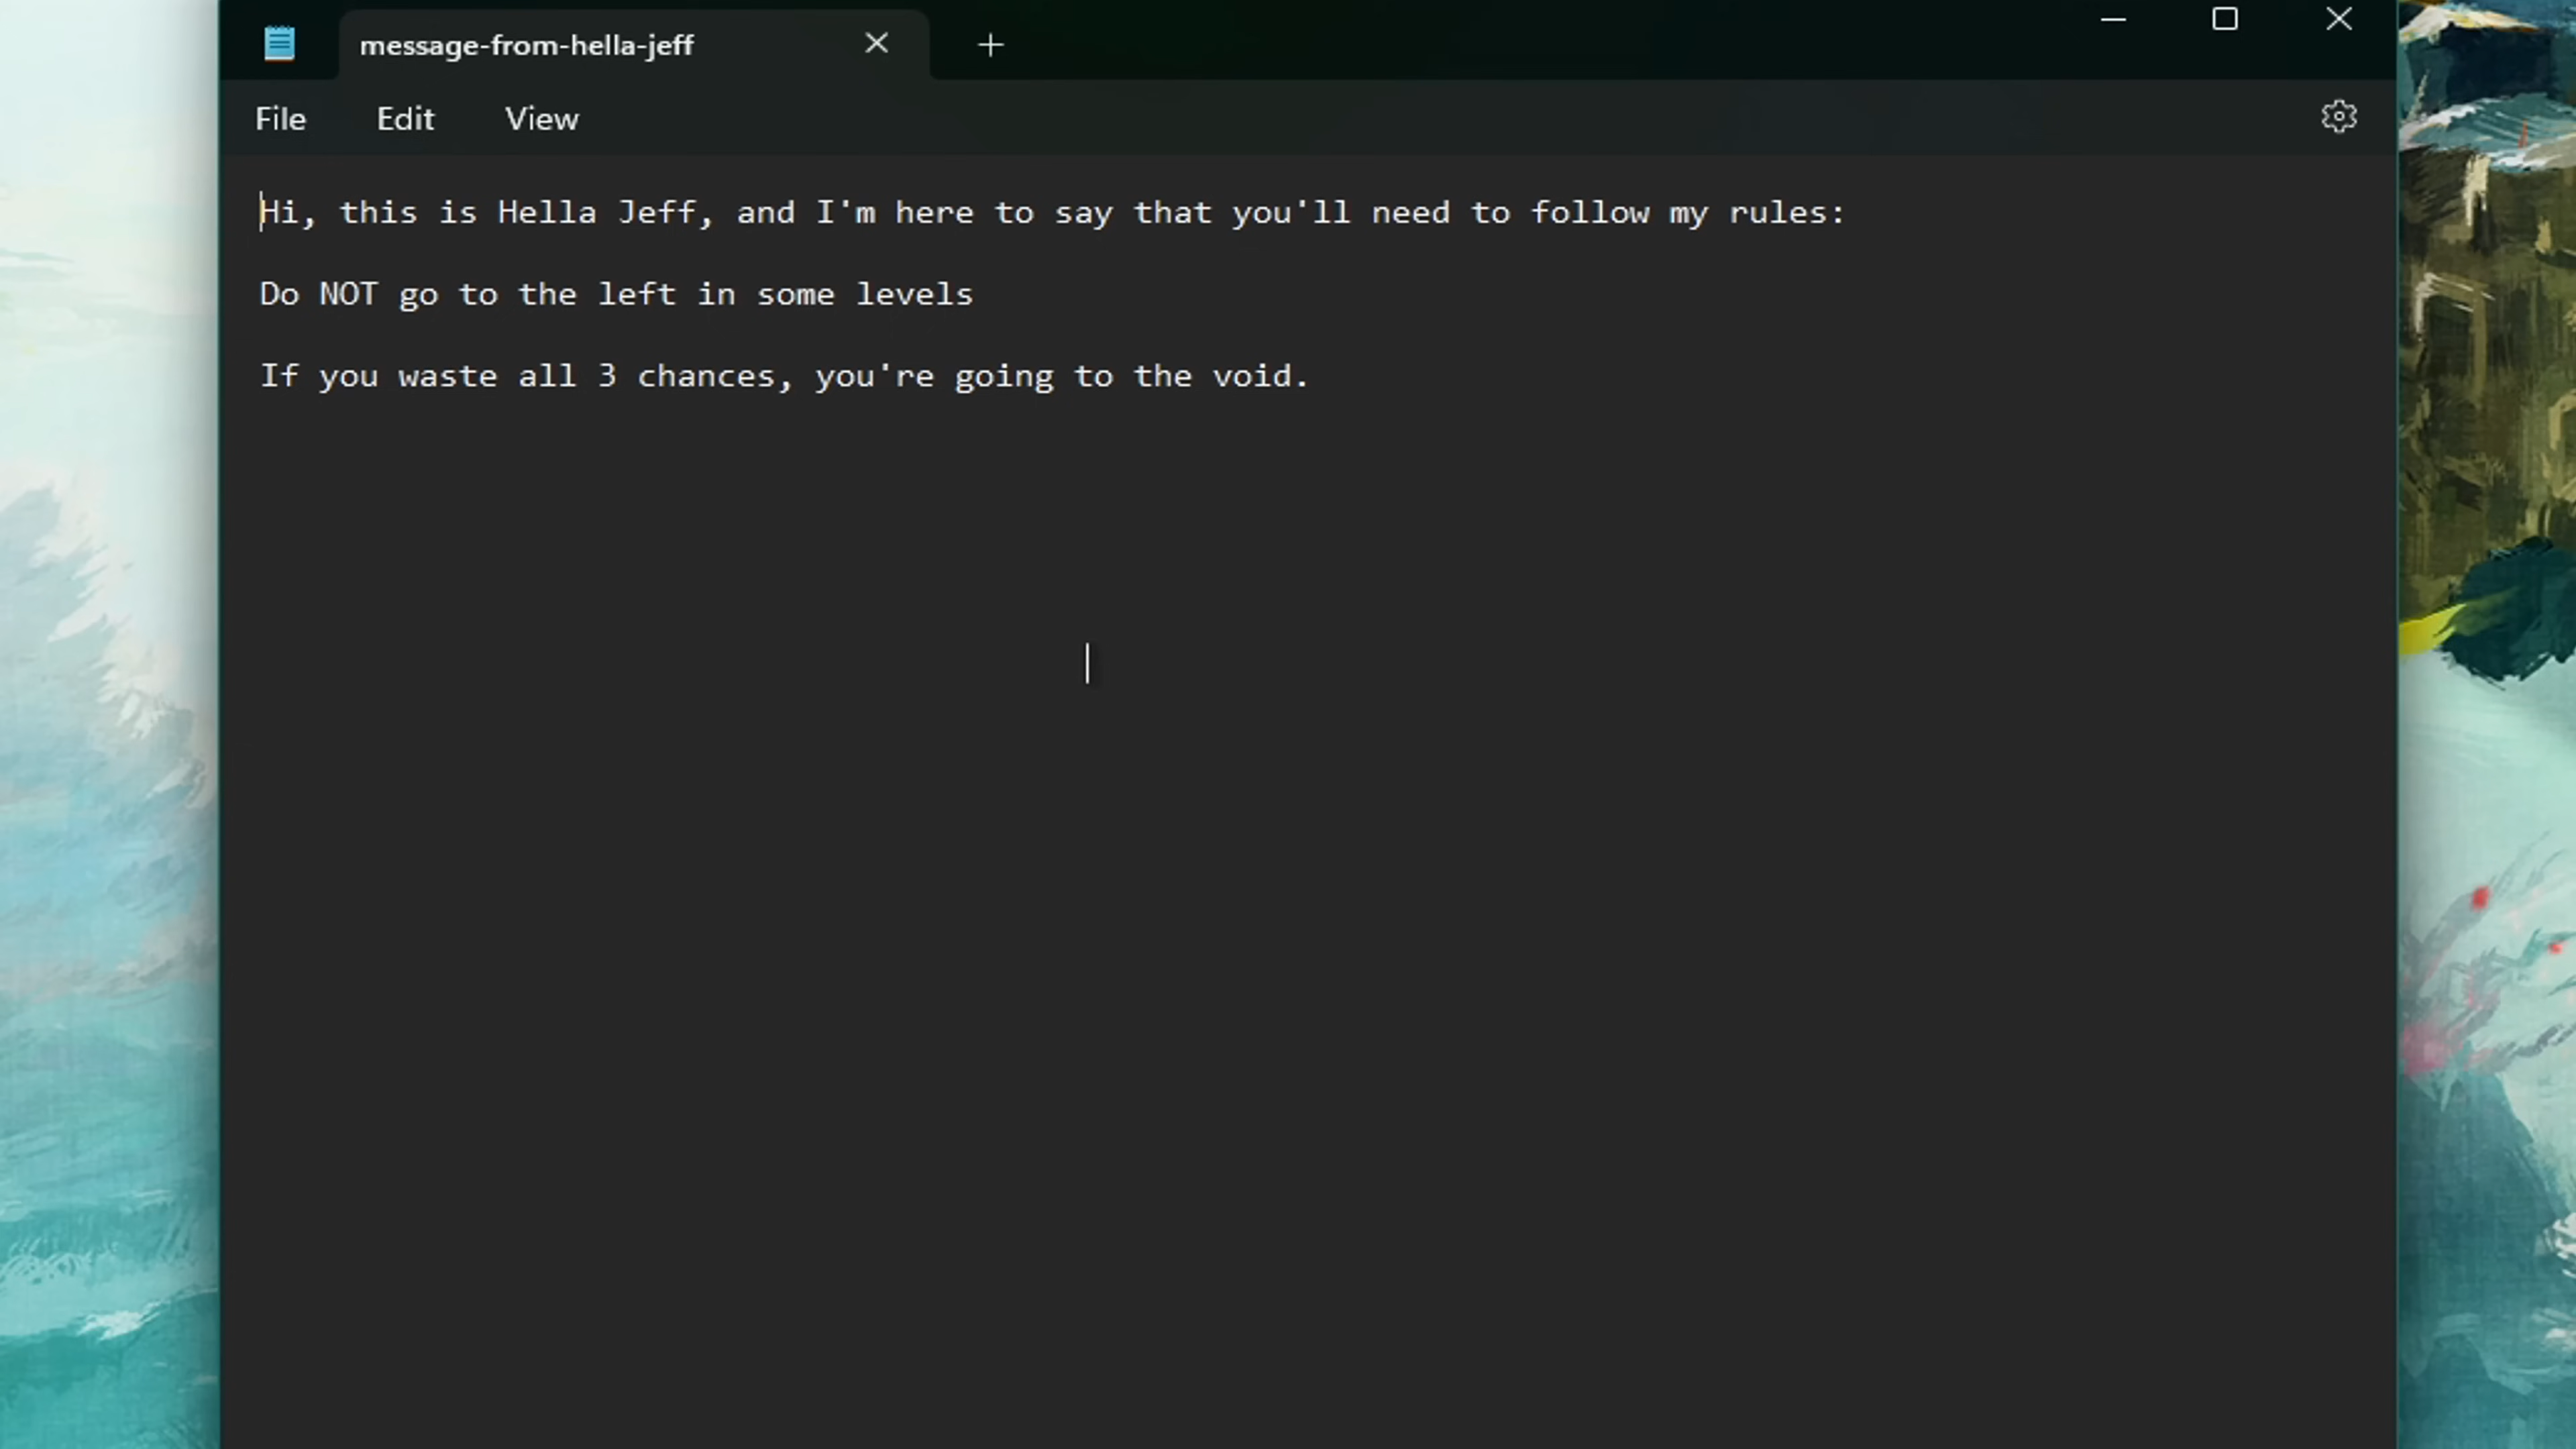 message-from-hella-jeff
File Edit View
Hi, this is Hella Jeff, and I'm here to say that you'll need to follow my rules:
Do NOT go to the left in some levels
If you waste all 3 chances, you're going to the void.